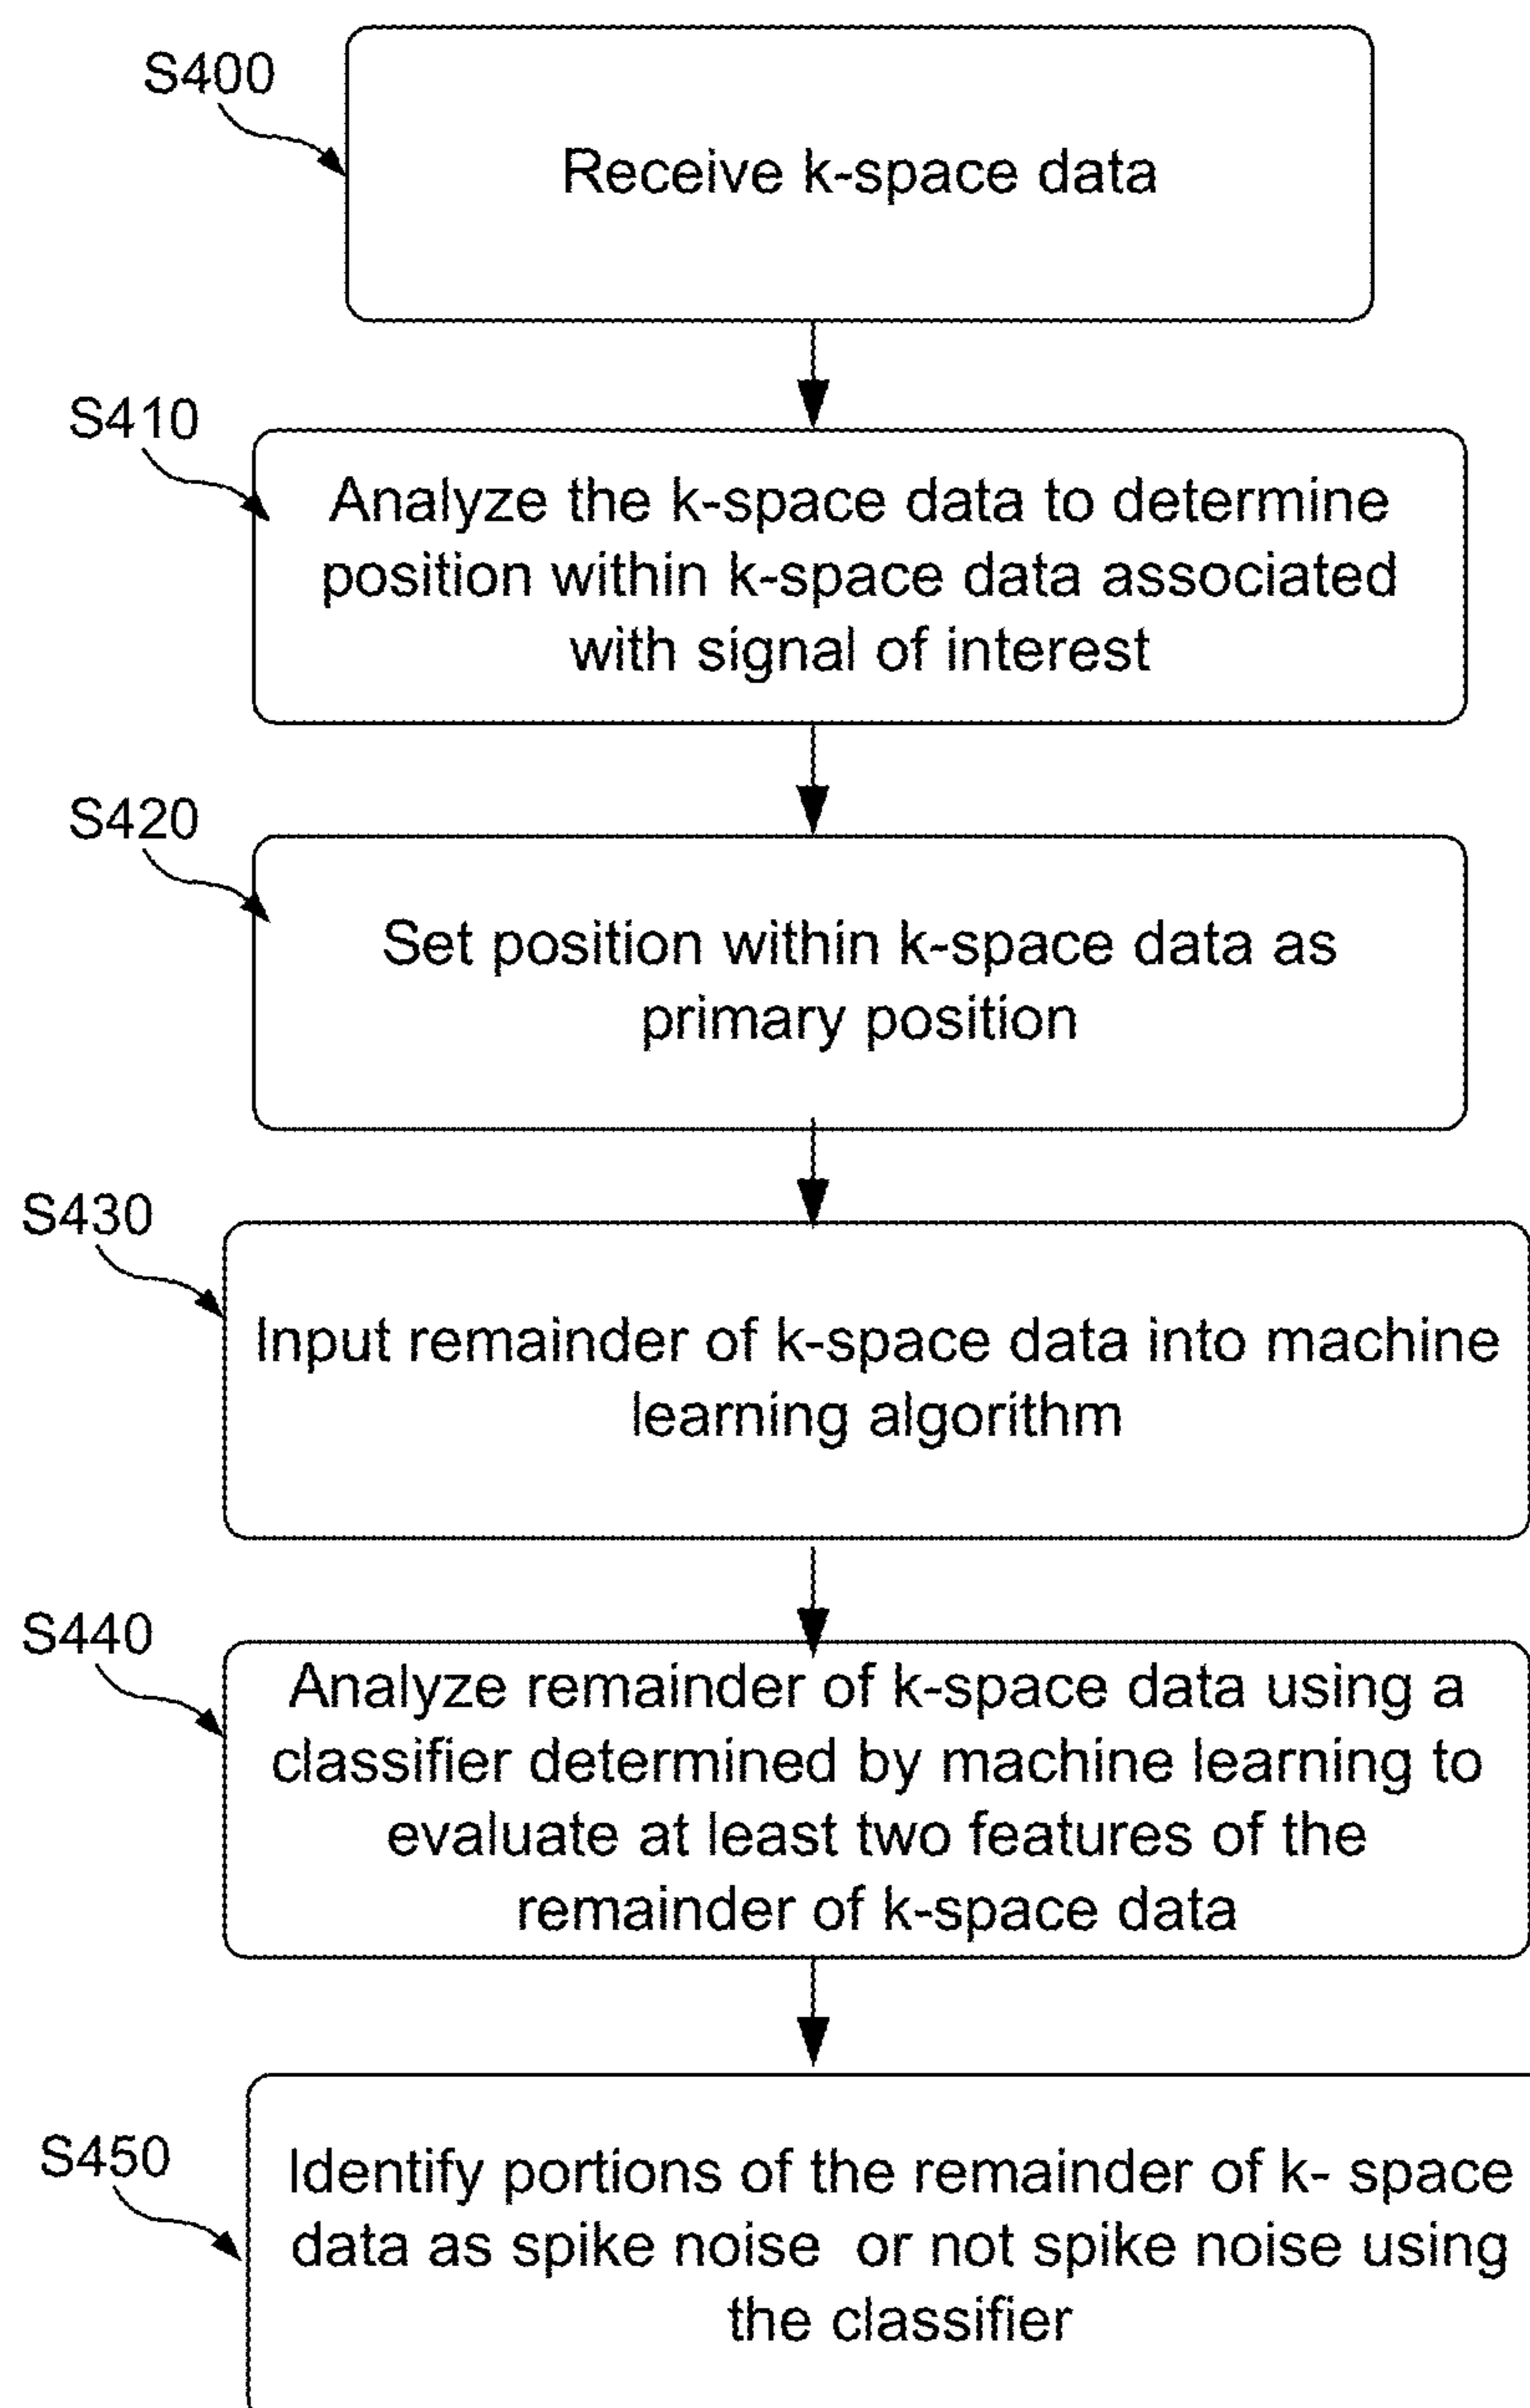 S400
Receive k-space data
S410
Analyze the k-space data to determine
position within k-space data associated
with signal of interest
S420
Set position within k-space data as
primary position
S430
Input remainder of k-space data into machine
learning algorithm
S440
Analyze remainder of k-space data using a
classifier determined by machine learning to
evaluate at least two features of the
remainder of k-space data
S450
Identify portions of the remainder of k- space
data as spike noise  or not spike noise using
the classifier